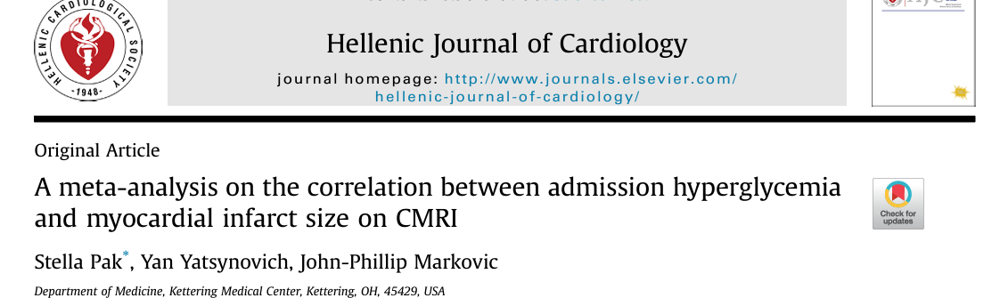 HELLENIC CARDIOLOGICAL SOCIETY
-1948-
Hellenic Journal of Cardiology
journal homepage: http://www.journals.elsevier.com/
hellenic-journal-of-cardiology/
Original Article
A meta-analysis on the correlation between admission hyperglycemia
and myocardial infarct size on CMRI
Check for
updates
Stella Pak*, Yan Yatsynovich, John-Phillip Markovic
Department of Medicine, Kettering Medical Center, Kettering, OH, 45429, USA